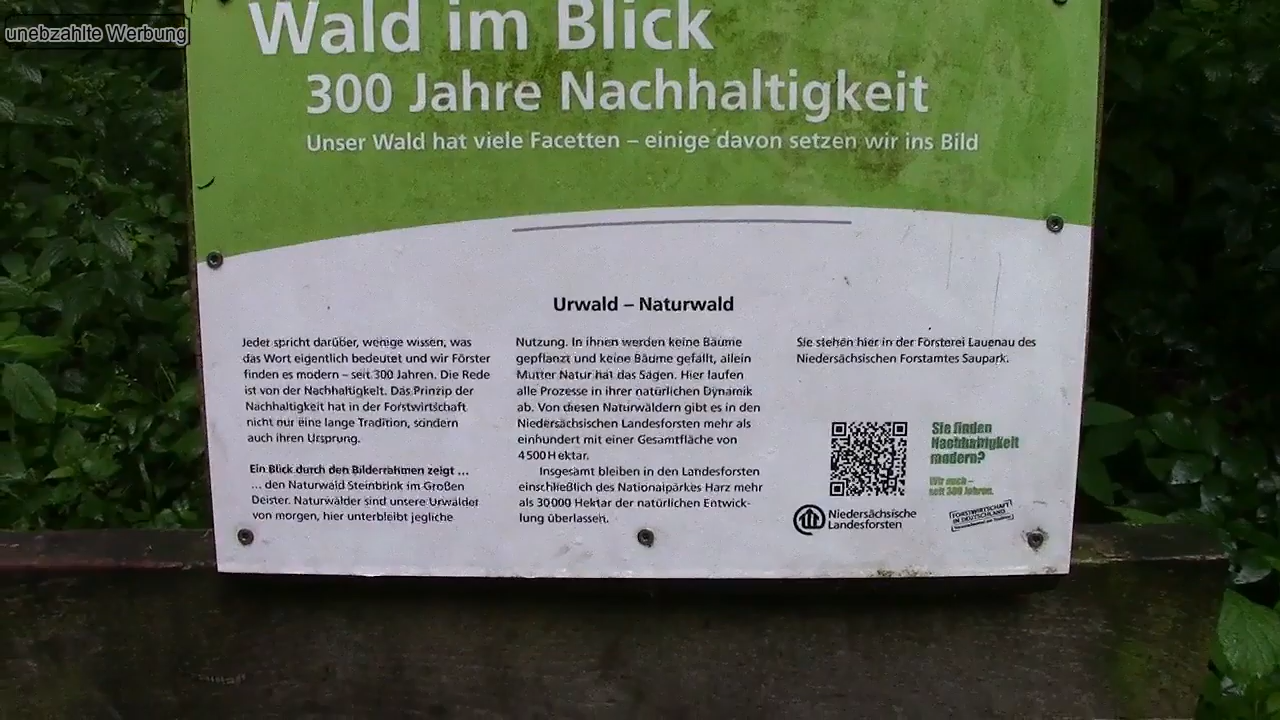 unebzahlte Werbung
Wald im Blick
300 Jahre Nachhaltigkeit
Unser Wald hat viele Facetten – einige davon setzen wir ins Bild
Urwald – Naturwald
Jeder spricht darüber, wenige wissen, was
das Wort eigentlich bedeutet und wir Förster
finden es modern – seit 300 Jahren. Die Rede
ist von der Nachhaltigkeit. Das Prinzip der
Nachhaltigkeit hat in der Forstwirtschaft
nicht nur eine lange Tradition, sondern
auch ihren Ursprung.
Ein Blick durch den Bilderrahmen zeigt ...
... den Naturwald Steinbrink im Großen
Deister. Naturwälder sind unsere Urwälder
von morgen, hier unterbleibt jegliche
Nutzung. In ihnen werden keine Bäume
gepflanzt und keine Bäume gefällt, allein
Mutter Natur hat das Sagen. Hier laufen
alle Prozesse in ihrer natürlichen Dynamik
ab. Von diesen Naturwäldern gibt es in den
Niedersächsischen Landesforsten mehr als
einhundert mit einer Gesamtfläche von
4500 Hektar.
Insgesamt bleiben in den Landesforsten
einschließlich des Nationalparkes Harz mehr
als 30000 Hektar der natürlichen Entwick-
lung überlassen.
Sie stehen hier in der Försterei Lauenau des
Niedersächsischen Forstamtes Saupark.
Sie finden
Nachhaltigkeit
modern?
Wir auch –
seit 300 Jahren.
Niedersächsische
Landesforsten
FORSTWIRTSCHAFT
IN DEUTSCHLAND